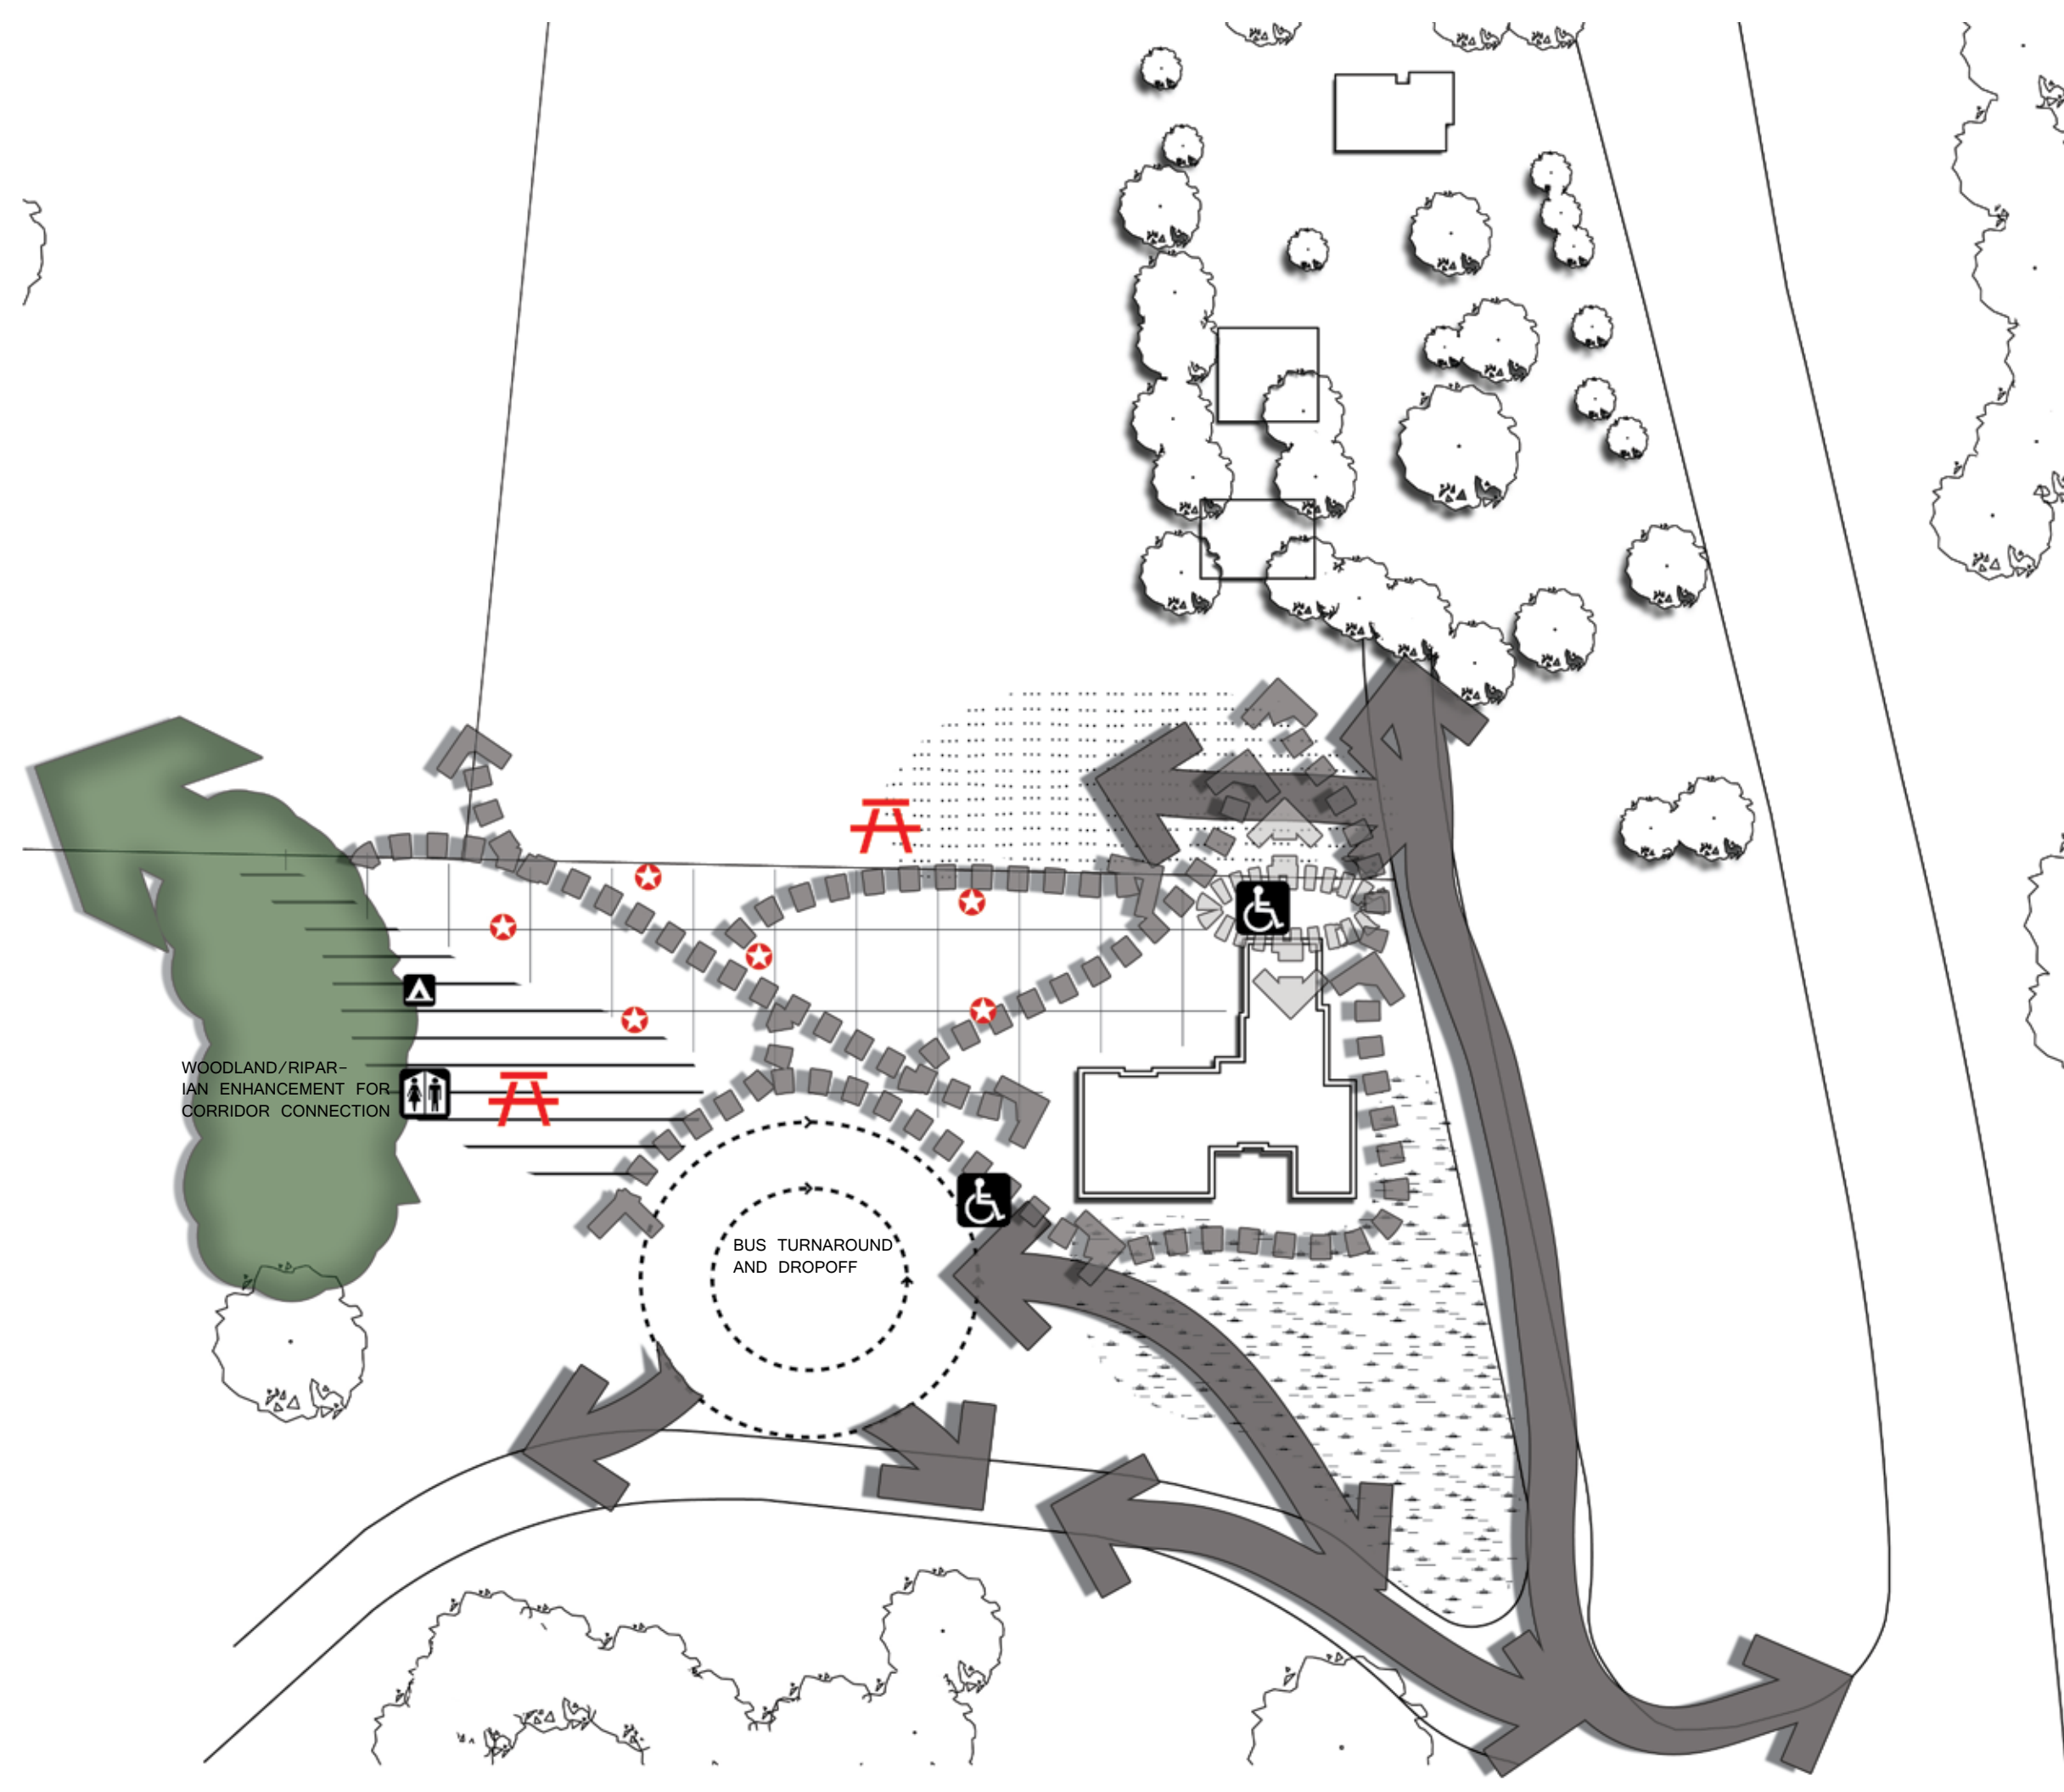 WOODLAND/RIPAR-
IAN ENHANCEMENT FOR
CORRIDOR CONNECTION
BUS TURNAROUND
AND DROPOFF